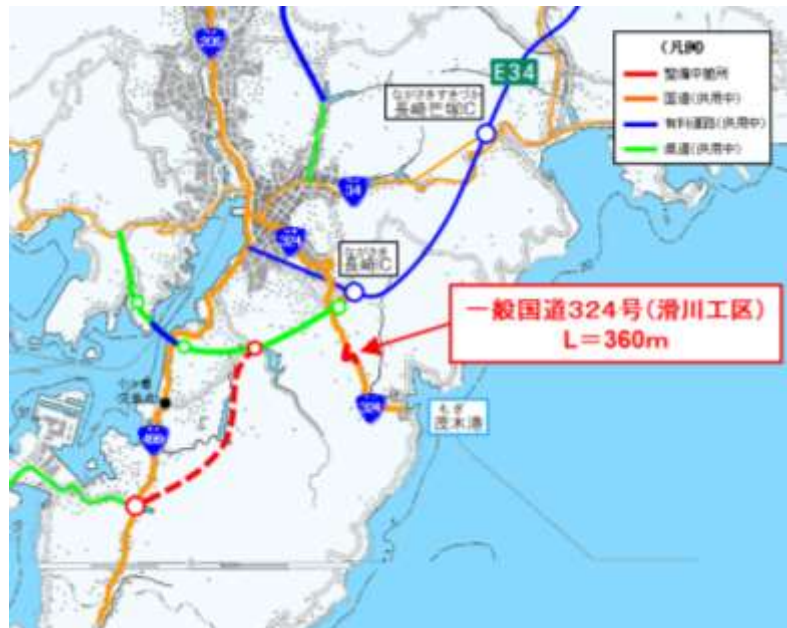 206
E34
(凡例)
整備中箇所
国道(供用中)
有料道路(供用中)
県道(供用中)
ながさきすすきづか
長崎芒塚IC
34
324
ながさき
長崎IC
一般国道324号(滑川工区)
L=360m
324
もぎ
茂木港
499